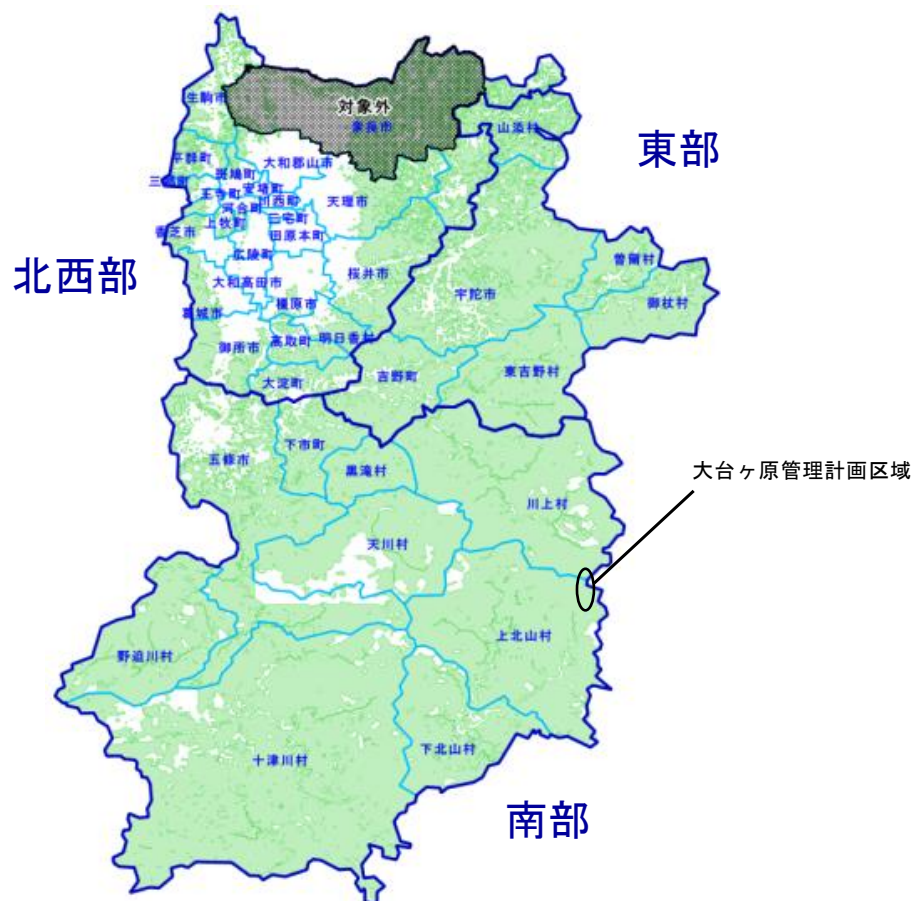 対象外
生駒市
奈良市
山添村
東部
平群町
大和郡山市
斑鳩町
三郷町
安堵町
王寺町
川西町
天理市
河合町
三宅町
上牧町
田原本町
香芝市
広陵町
曽爾村
北西部
桜井市
大和高田市
宇陀市
御杖村
橿原市
葛城市
高取町
明日香村
御所市
吉野町
東吉野村
大淀町
下市町
五條市
黒滝村
大台ヶ原管理計画区域
川上村
天川村
上北山村
野迫川村
下北山村
十津川村
南部